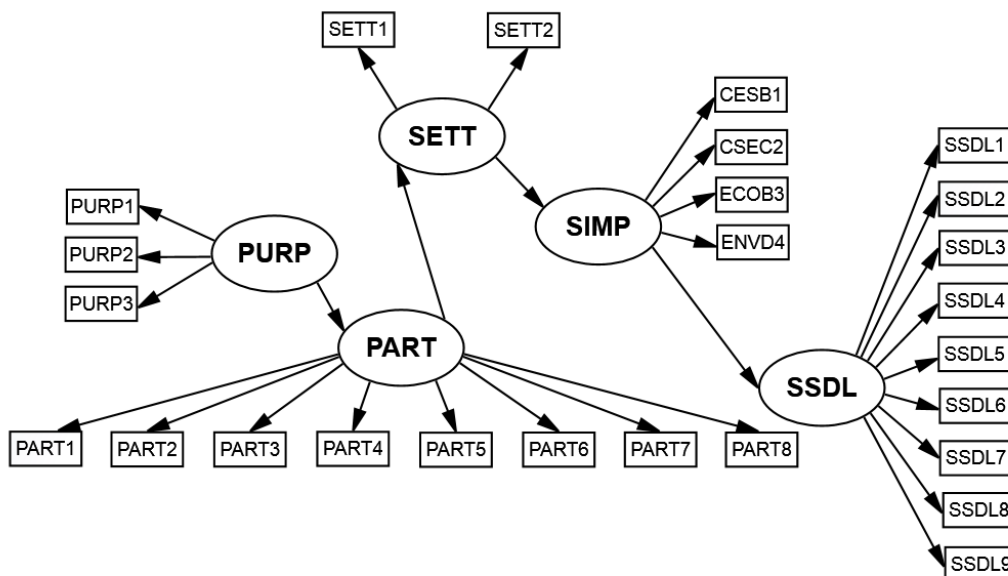 SETT1
SETT2
SETT
CESB1
CSEC2
ECOB3
ENVD4
SIMP
PURP1
PURP2
PURP3
PURP
PART
PART1
PART2
PART3
PART4
PART5
PART6
PART7
PART8
SSDL
SSDL1
SSDL2
SSDL3
SSDL4
SSDL5
SSDL6
SSDL7
SSDL8
SSDL9